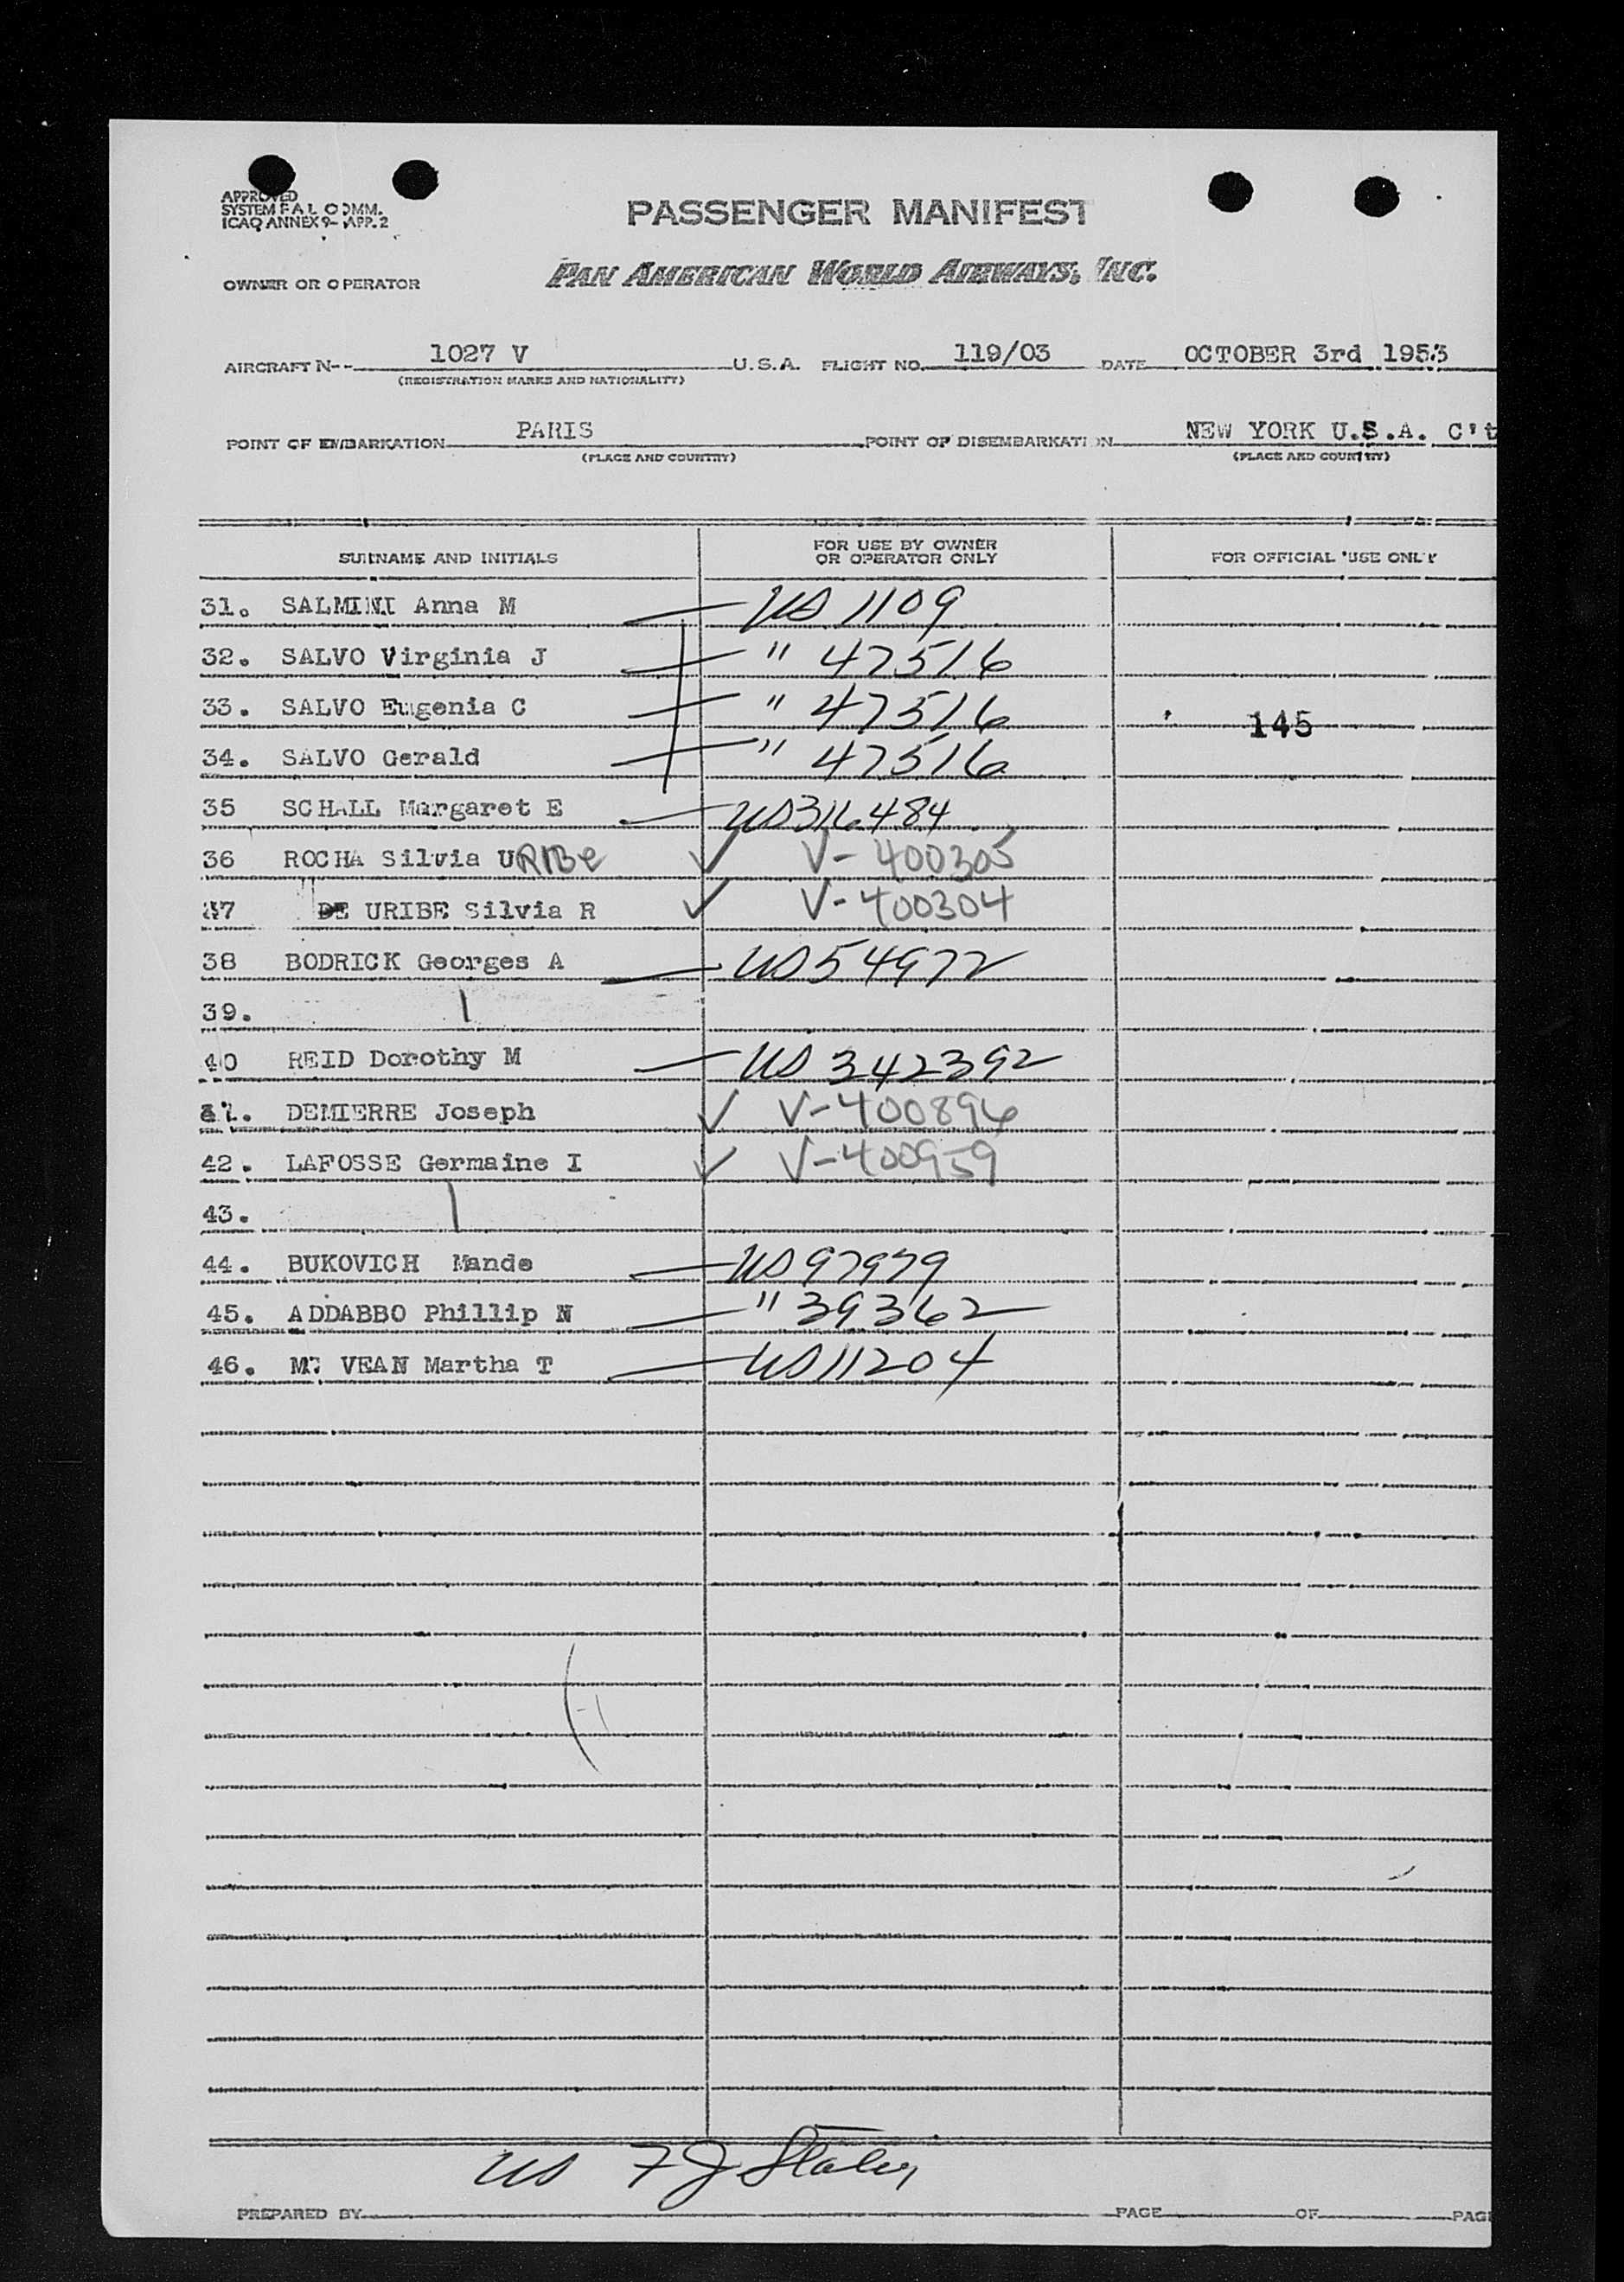 APPROVED
SYSTEM F A L COMM.
ICAO ANNEX 9- APP. 2
PASSENGER MANIFEST
OWNER OR OPERATOR PAN AMERICAN WORLD AIRWAYS, INC.
AIRCRAFT N-- 1027 V U.S.A. FLIGHT NO. 119/03 DATE OCTOBER 3rd 1953
(REGISTRATION MARKS AND NATIONALITY)
POINT OF EMBARKATION PARIS POINT OF DISEMBARKATION NEW YORK U.S.A. C't
(PLACE AND COUNTRY) (PLACE AND COUNTRY)
SURNAME AND INITIALS FOR USE BY OWNER OR OPERATOR ONLY FOR OFFICIAL USE ONLY
31. SALMINI Anna M US 1109
32. SALVO Virginia J " 47516
33. SALVO Eugenia C " 47516 145
34. SALVO Gerald " 47516
35 SCHALL Margaret E US316484
36 ROCHA Silvia URIBe ✓ V-400305
37 DE URIBE Silvia R ✓ V-400304
38 BODRICK Georges A US54972
39.
40 REID Dorothy M US 342392
41. DEMIERRE Joseph ✓ V-400896
42. LAFOSSE Germaine I ✓ V-400959
43.
44. BUKOVICH Mande US97979
45. ADDABBO Phillip N " 39362
46. VEAN Martha T US11204
US F J
PREPARED BY PAGE OF PAG